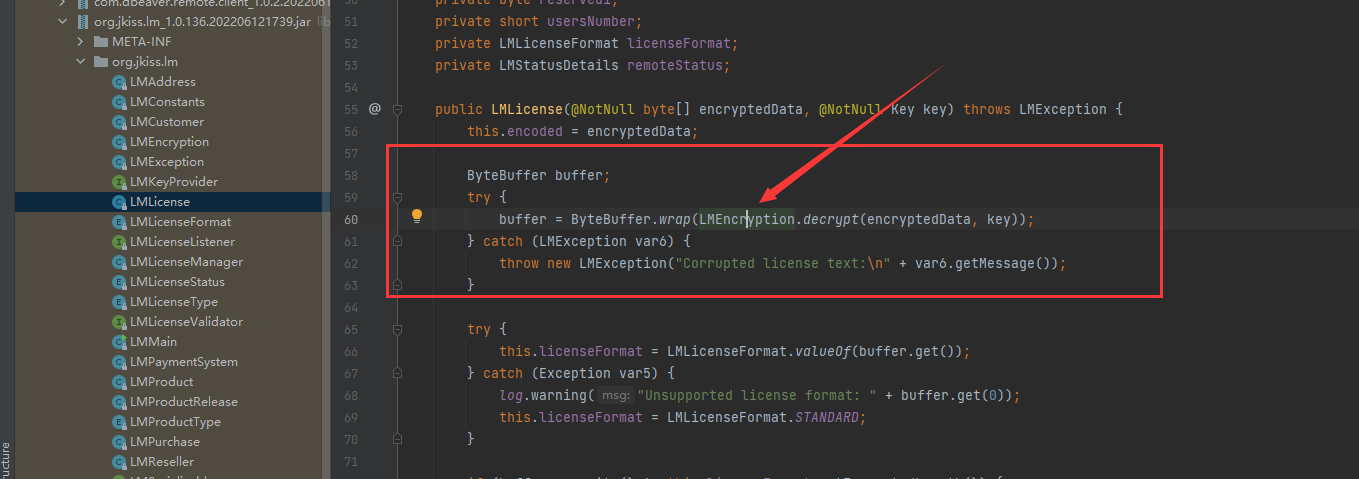 com.dbeaver.remote.client_1.0.2.2022061
org.jkiss.lm_1.0.136.202206121739.jar lib
META-INF
org.jkiss.lm
LMAddress
LMConstants
LMCustomer
LMEncryption
LMException
LMKeyProvider
LMLicense
LMLicenseFormat
LMLicenseListener
LMLicenseManager
LMLicenseStatus
LMLicenseType
LMLicenseValidator
LMMain
LMPaymentSystem
LMProduct
LMProductRelease
LMProductType
LMPurchase
LMReseller
ucture
50 private byte reserved1;
51 private short usersNumber;
52 private LMLicenseFormat licenseFormat;
53 private LMStatusDetails remoteStatus;
54
55 @ public LMLicense(@NotNull byte[] encryptedData, @NotNull Key key) throws LMException {
56 this.encoded = encryptedData;
57
58 ByteBuffer buffer;
59 try {
60 buffer = ByteBuffer.wrap(LMEncryption.decrypt(encryptedData, key));
61 } catch (LMException var6) {
62 throw new LMException("Corrupted license text:\n" + var6.getMessage());
63 }
64
65 try {
66 this.licenseFormat = LMLicenseFormat.valueOf(buffer.get());
67 } catch (Exception var5) {
68 log.warning( msg: "Unsupported license format: " + buffer.get(0));
69 this.licenseFormat = LMLicenseFormat.STANDARD;
70 }
71